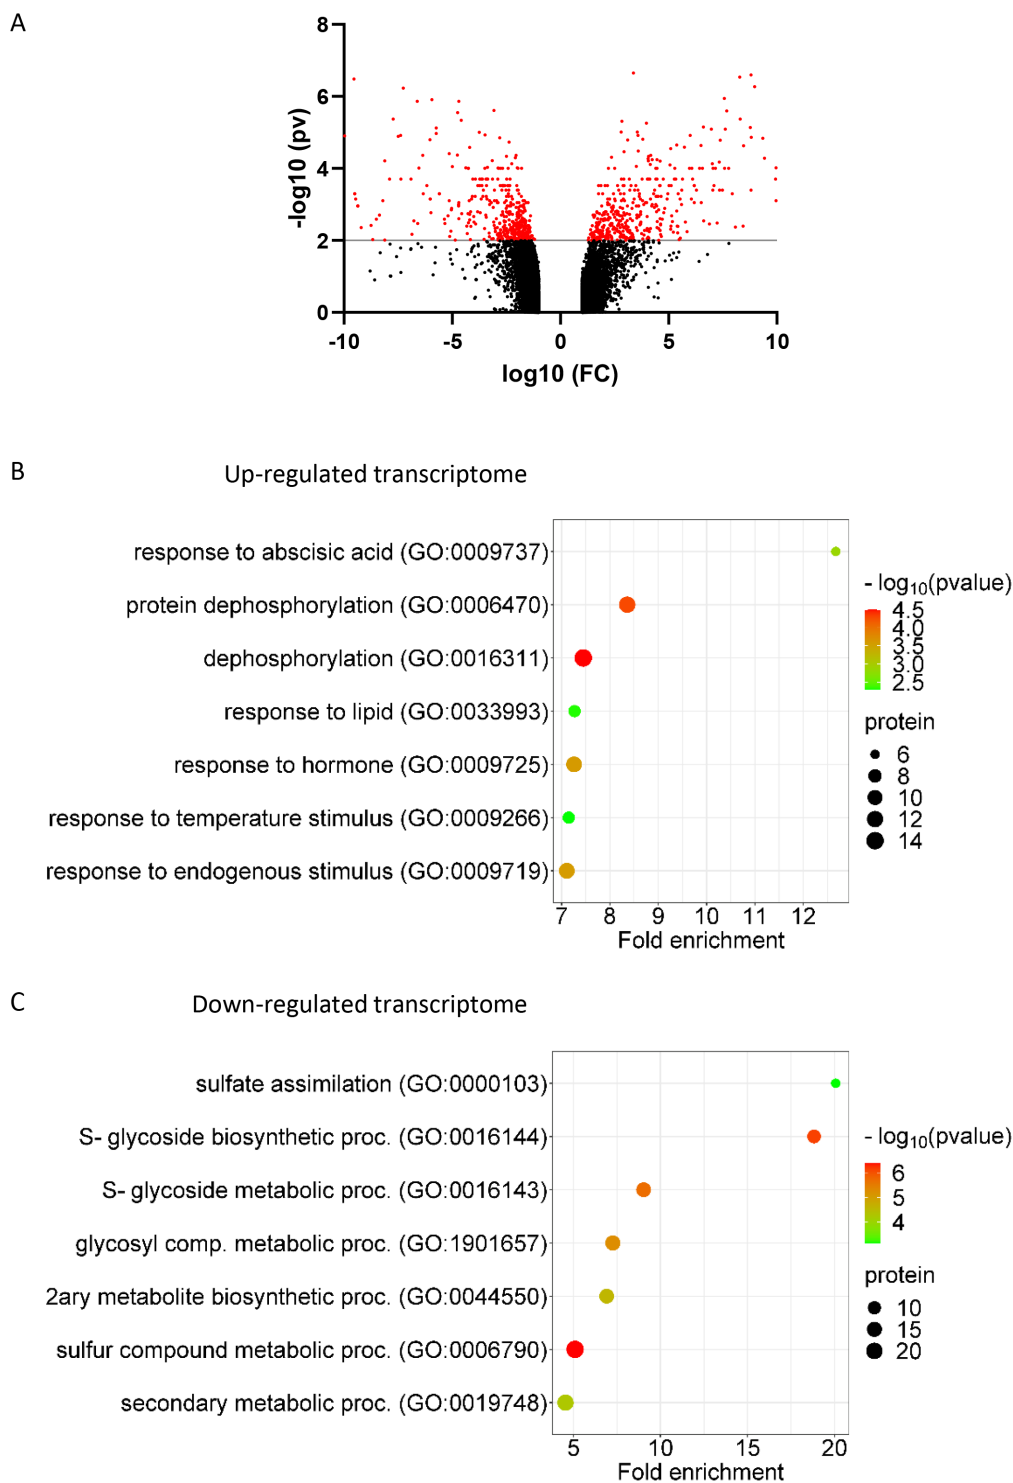 A
8
6
4
2
0
-log10 (pv)
-10 -5 0 5 10
log10 (FC)
B
Up-regulated transcriptome
response to abscisic acid (GO:0009737)
protein dephosphorylation (GO:0006470)
dephosphorylation (GO:0016311)
response to lipid (GO:0033993)
response to hormone (GO:0009725)
response to temperature stimulus (GO:0009266)
response to endogenous stimulus (GO:0009719)
7 8 9 10 11 12
Fold enrichment
- log10(pvalue)
4.5
4.0
3.5
3.0
2.5
protein
6
8
10
12
14
C
Down-regulated transcriptome
sulfate assimilation (GO:0000103)
S- glycoside biosynthetic proc. (GO:0016144)
S- glycoside metabolic proc. (GO:0016143)
glycosyl comp. metabolic proc. (GO:1901657)
2ary metabolite biosynthetic proc. (GO:0044550)
sulfur compound metabolic proc. (GO:0006790)
secondary metabolic proc. (GO:0019748)
5 10 15 20
Fold enrichment
- log10(pvalue)
6
5
4
protein
10
15
20